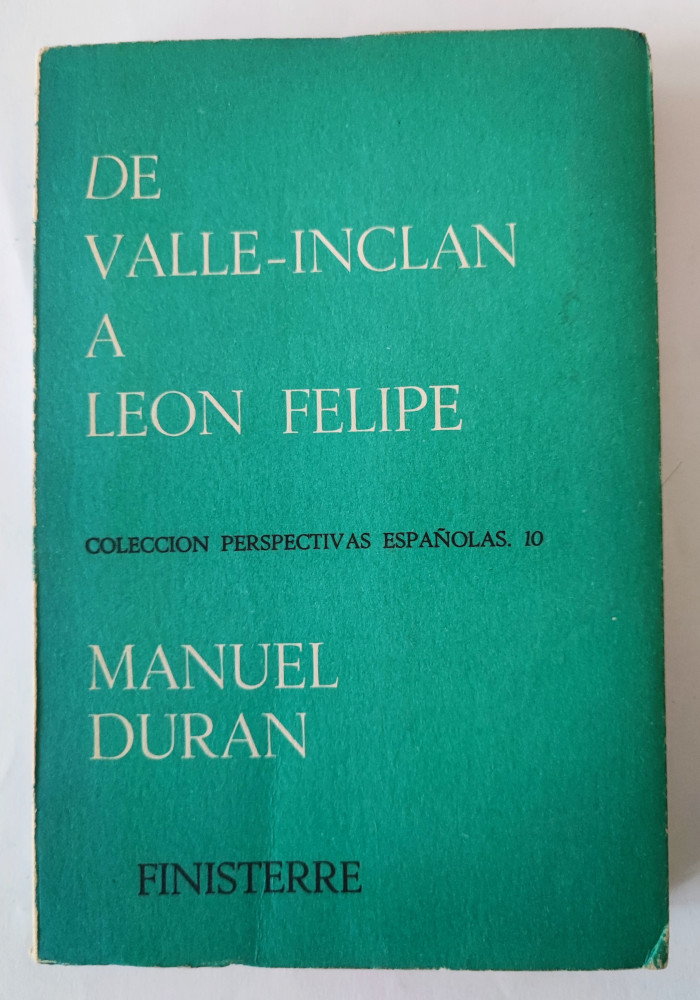 DE
VALLE-INCLAN
A
LEON FELIPE
COLECCION PERSPECTIVAS ESPAÑOLAS. 10
MANUEL
DURAN
FINISTERRE